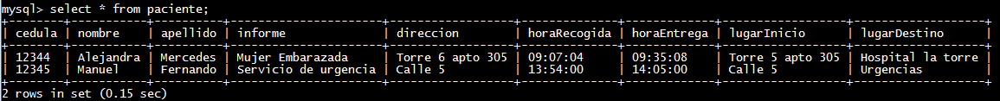 mysql> select * from paciente;
+--------+-----------+-----------+----------------------+------------------+--------------+-------------+------------------+-------------------+
| cedula | nombre | apellido | informe | direccion | horaRecogida | horaEntrega | lugarInicio | lugarDestino |
+--------+-----------+-----------+----------------------+------------------+--------------+-------------+------------------+-------------------+
| 12344 | Alejandra | Mercedes | Mujer Embarazada | Torre 6 apto 305 | 09:07:04 | 09:35:08 | Torre 5 apto 305 | Hospital la torre |
| 12345 | Manuel | Fernando | Servicio de urgencia | Calle 5 | 13:54:00 | 14:05:00 | Calle 5 | Urgencias |
+--------+-----------+-----------+----------------------+------------------+--------------+-------------+------------------+-------------------+
2 rows in set (0.15 sec)